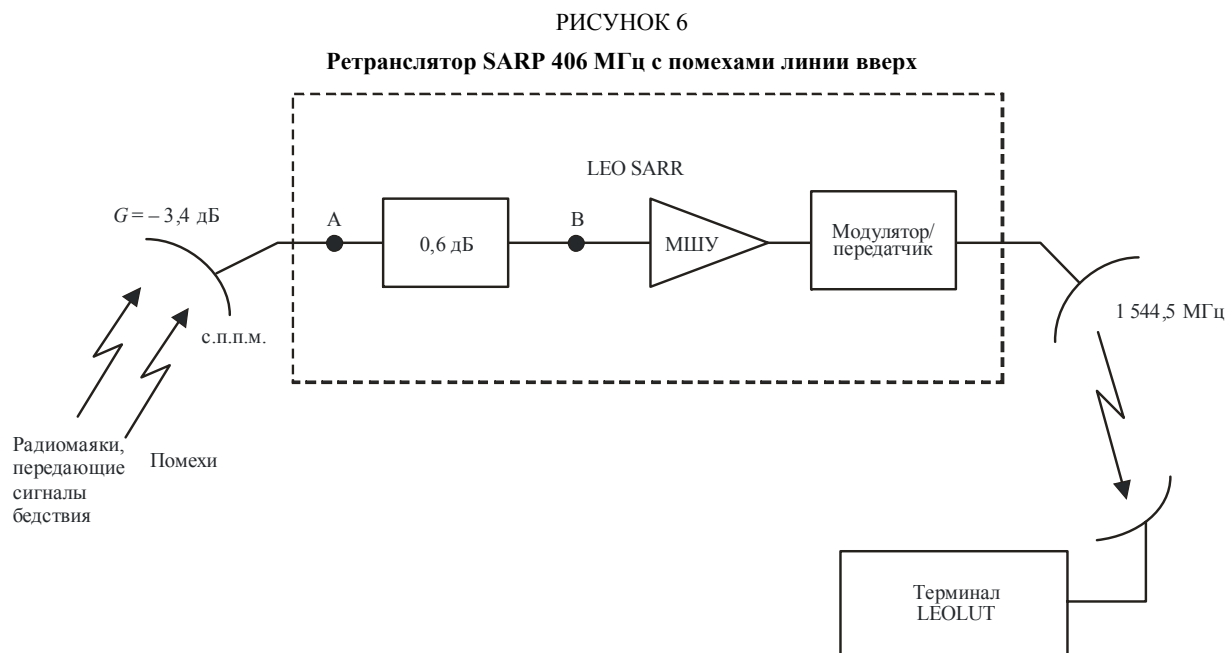 РИСУНОК 6
Ретранслятор SARP 406 МГц с помехами линии вверх
LEO SARR
G = – 3,4 дБ
A
B
0,6 дБ
МШУ
Модулятор/
передатчик
1 544,5 МГц
с.п.п.м.
Радиомаяки,
передающие
сигналы
бедствия
Помехи
Терминал
LEOLUT